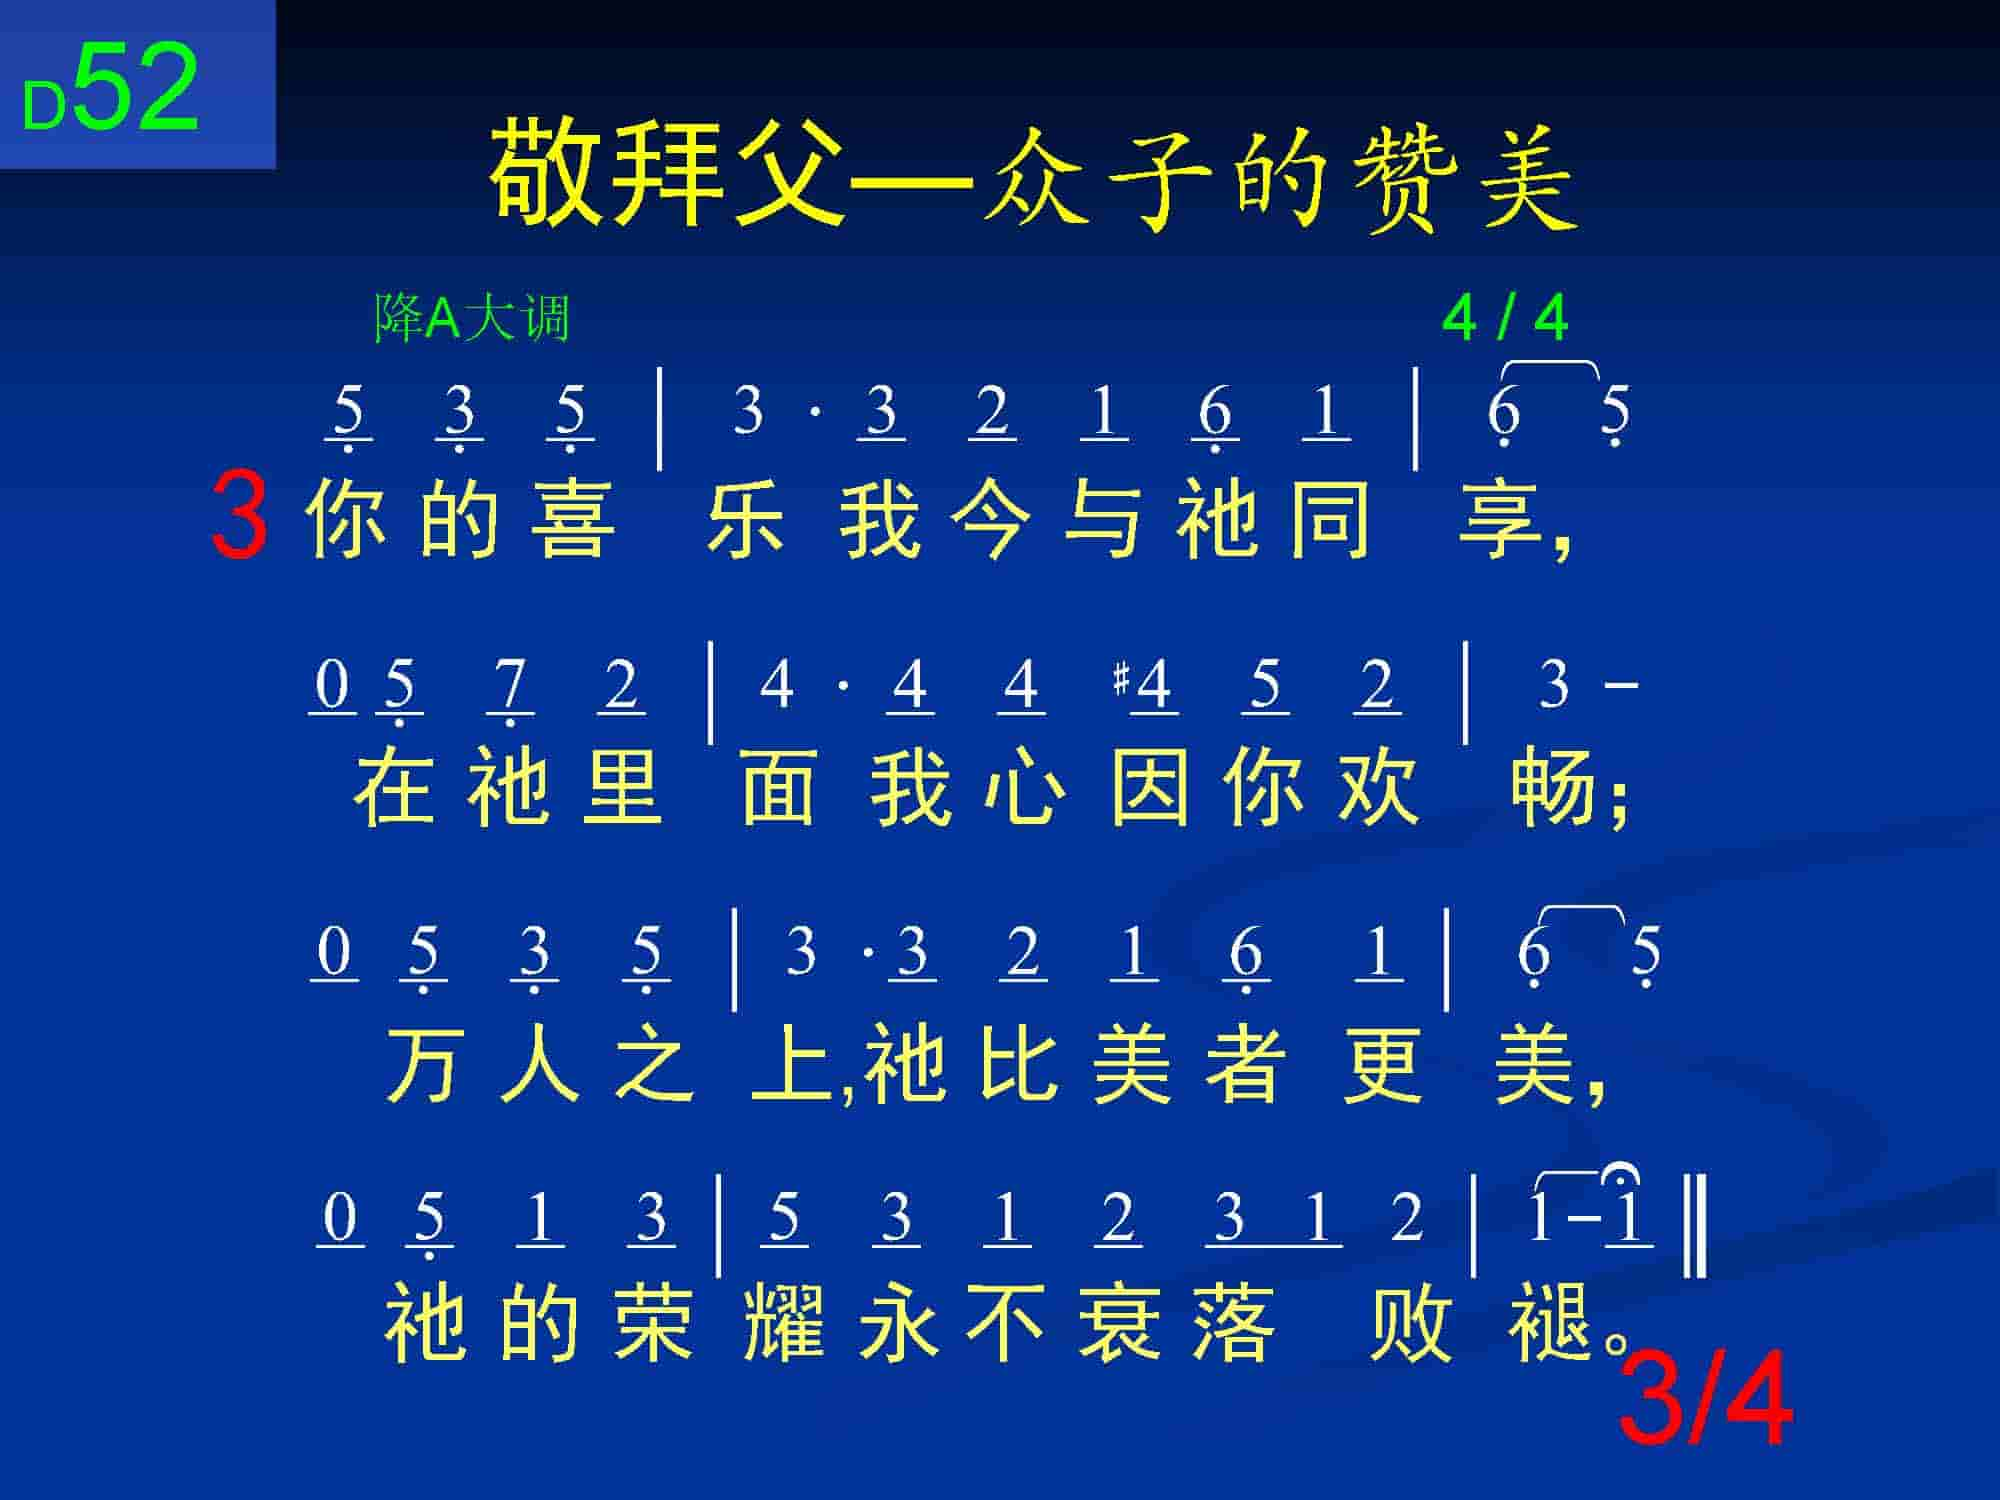 D52
敬拜父—众子的赞美
降A大调 4 / 4
5 3 5 | 3 · 3 2 1 6 1 | 6 5
3 你的喜 乐 我今与祂同 享，
0 5 7 2 | 4 · 4 4 #4 5 2 | 3 –
在祂里 面 我心因你欢 畅；
0 5 3 5 | 3 · 3 2 1 6 1 | 6 5
万人之 上,祂比美者更 美，
0 5 1 3 | 5 3 1 2 3 1 2 | 1 – 1 ‖
祂的荣 耀永不衰落 败 褪。
3/4